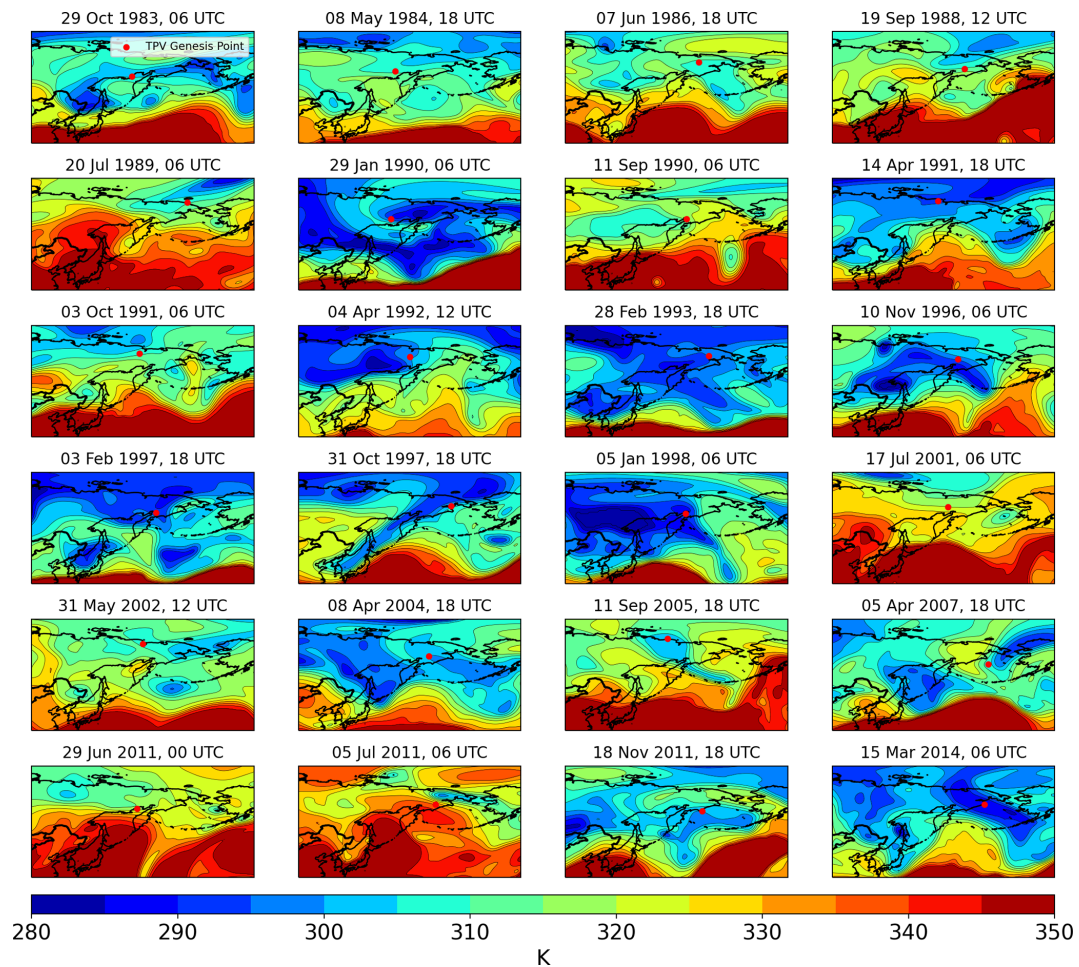 29 Oct 1983, 06 UTC
08 May 1984, 18 UTC
07 Jun 1986, 18 UTC
19 Sep 1988, 12 UTC
TPV Genesis Point
20 Jul 1989, 06 UTC
29 Jan 1990, 06 UTC
11 Sep 1990, 06 UTC
14 Apr 1991, 18 UTC
03 Oct 1991, 06 UTC
04 Apr 1992, 12 UTC
28 Feb 1993, 18 UTC
10 Nov 1996, 06 UTC
03 Feb 1997, 18 UTC
31 Oct 1997, 18 UTC
05 Jan 1998, 06 UTC
17 Jul 2001, 06 UTC
31 May 2002, 12 UTC
08 Apr 2004, 18 UTC
11 Sep 2005, 18 UTC
05 Apr 2007, 18 UTC
29 Jun 2011, 00 UTC
05 Jul 2011, 06 UTC
18 Nov 2011, 18 UTC
15 Mar 2014, 06 UTC
280 290 300 310 320 330 340 350
K